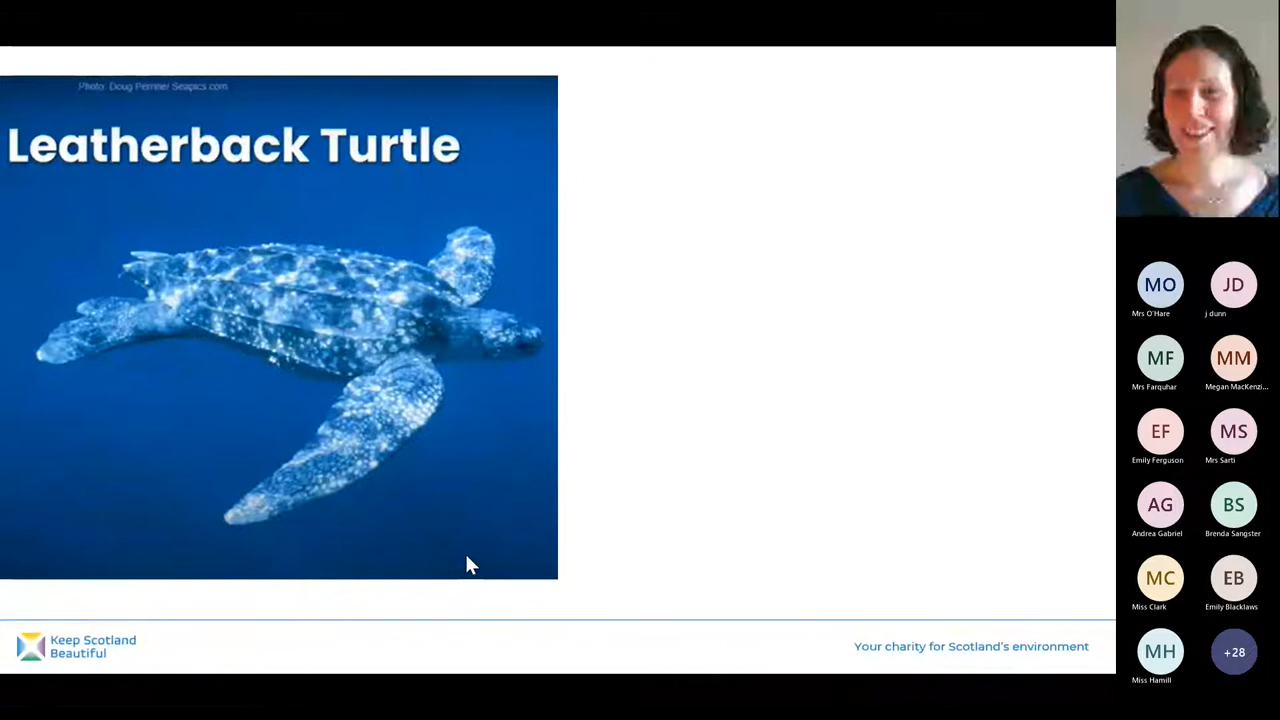 Photo: Doug Perrine/ Seapics.com
Leatherback Turtle
Keep Scotland
Beautiful
Your charity for Scotland's environment
MO
JD
Mrs O'Hare
j dunn
MF
MM
Mrs Farquhar
Megan MacKenzi...
EF
MS
Emily Ferguson
Mrs Sarti
AG
BS
Andrea Gabriel
Brenda Sangster
MC
EB
Miss Clark
Emily Blacklaws
MH
+28
Miss Hamill